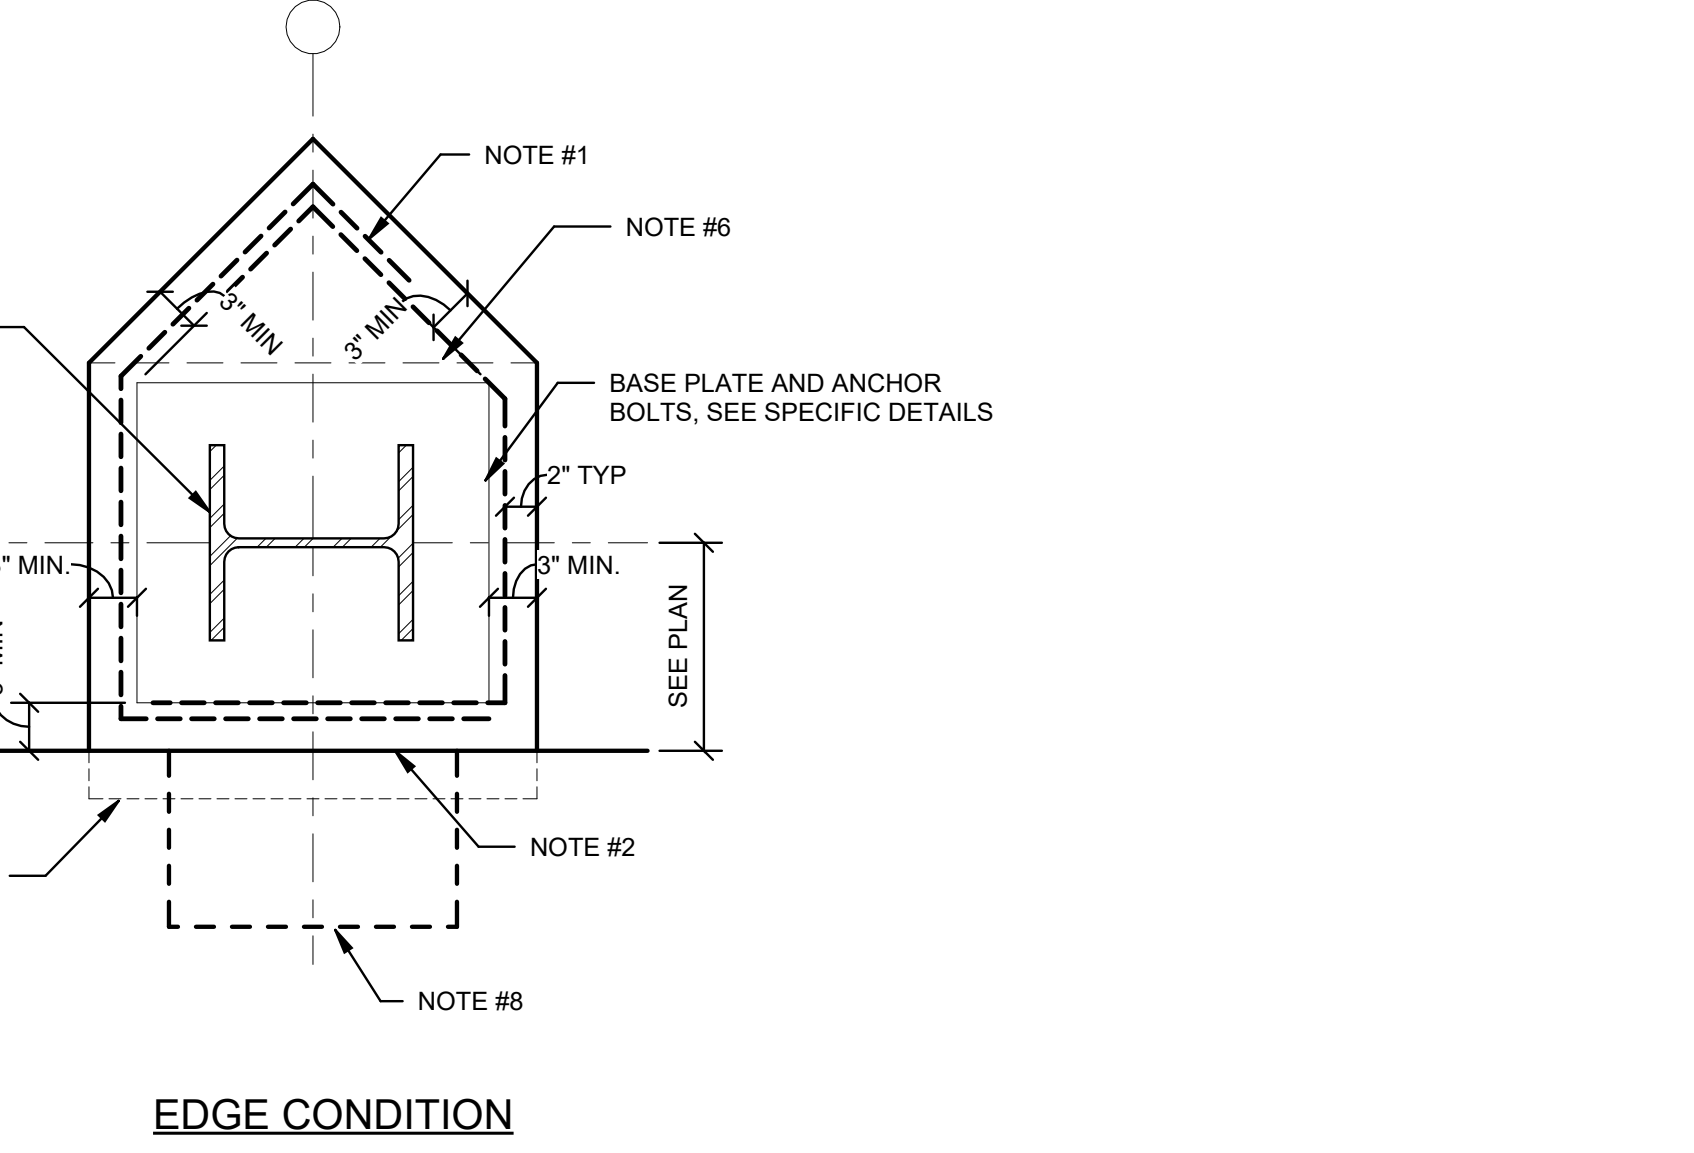 NOTE #1
NOTE #6
3" MIN
3" MIN
BASE PLATE AND ANCHOR
BOLTS, SEE SPECIFIC DETAILS
2" TYP
" MIN.
3" MIN.
SEE PLAN
MIN
NOTE #2
NOTE #8
EDGE CONDITION